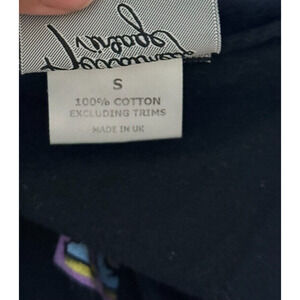 S
100% COTTON
EXCLUDING TRIMS
MADE IN UK